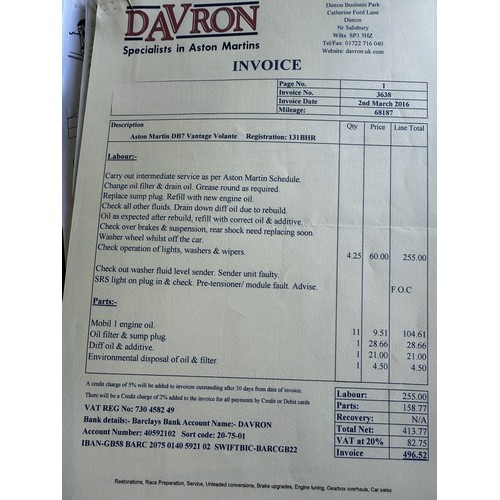 DAVRON
Specialists in Aston Martins
Dinton Business Park
Catherine Ford Lane
Dinton
Nr Salisbury
Wilts SP3 5HZ
Tel/Fax: 01722 716 040
Website: davron.uk.com
INVOICE
Page No. 1
Invoice No. 3638
Invoice Date 2nd March 2016
Mileage: 68187
Description Qty Price Line Total
Aston Martin DB7 Vantage Volante Registration: 131BHR
Labour:-
Carry out intermediate service as per Aston Martin Schedule.
Change oil filter & drain oil. Grease round as required.
Replace sump plug. Refill with new engine oil.
Check all other fluids. Drain down diff oil due to rebuild.
Oil as expected after rebuild, refill with correct oil & additive.
Check over brakes & suspension, rear shock need replacing soon.
Washer wheel whilst off the car.
Check operation of lights, washers & wipers. 4.25 60.00 255.00
Check out washer fluid level sender. Sender unit faulty.
SRS light on plug in & check. Pre-tensioner/ module fault. Advise. F.O.C
Parts:-
Mobil 1 engine oil. 11 9.51 104.61
Oil filter & sump plug. 1 28.66 28.66
Diff oil & additive. 1 21.00 21.00
Environmental disposal of oil & filter. 1 4.50 4.50
A credit charge of 5% will be added to invoices outstanding after 30 days from date of invoice.
There will be a Credit charge of 2% added to the invoice for all payments by Credit or Debit cards
VAT REG No: 730 4582 49
Bank details:- Barclays Bank Account Name:- DAVRON
Account Number: 40592102 Sort code: 20-75-01
IBAN-GB58 BARC 2075 0140 5921 02 SWIFTBIC-BARCGB22
Labour: 255.00
Parts: 158.77
Recovery: N/A
Total Net: 413.77
VAT at 20% 82.75
Invoice 496.52
Restorations, Race Preparation, Service, Unleaded conversions, Brake upgrades, Engine tuning, Gearbox overhauls, Car sales.